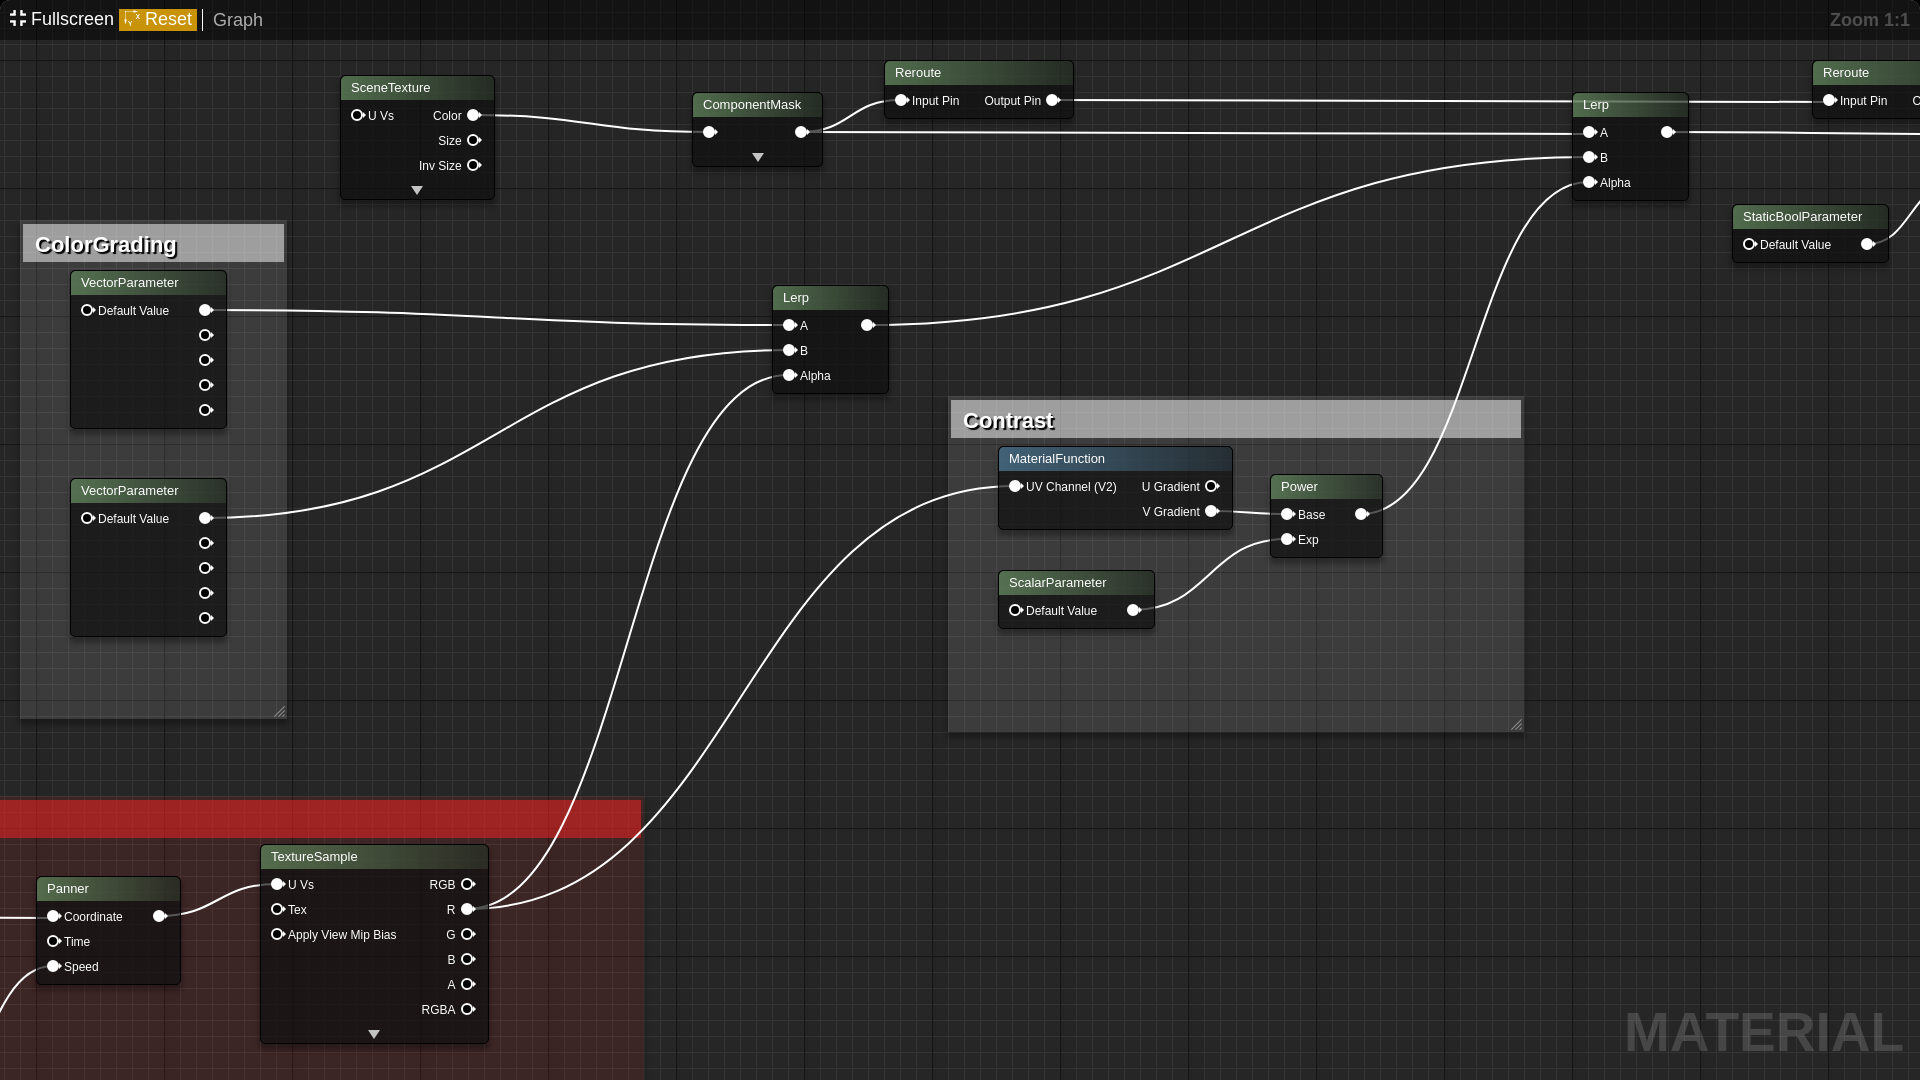 Fullscreen Reset Graph Zoom 1:1
SceneTexture
U Vs Color
Size
Inv Size
ComponentMask
Reroute
Input Pin Output Pin
Lerp
A
B
Alpha
Reroute
Input Pin
StaticBoolParameter
Default Value
ColorGrading
VectorParameter
Default Value
VectorParameter
Default Value
Lerp
A
B
Alpha
Contrast
MaterialFunction
UV Channel (V2) U Gradient
V Gradient
Power
Base
Exp
ScalarParameter
Default Value
Panner
Coordinate
Time
Speed
TextureSample
U Vs RGB
Tex R
Apply View Mip Bias G
B
A
RGBA
MATERIAL